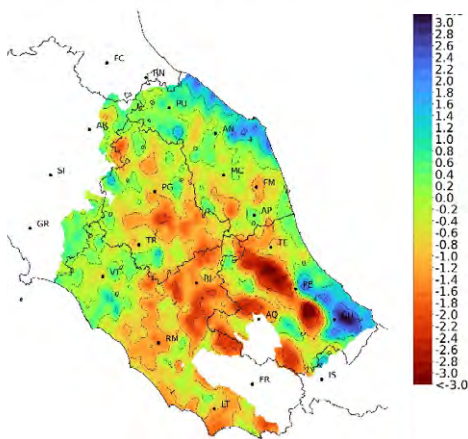 FC
RN
PU
AR
AN
SI
MC
PG
FM
GR
AP
TR
TE
VT
RI
PE
AQ
CH
RM
IS
FR
LT
3.0
2.8
2.6
2.4
2.2
2.0
1.8
1.6
1.4
1.2
1.0
0.8
0.6
0.4
0.2
0.0
-0.2
-0.4
-0.6
-0.8
-1.0
-1.2
-1.4
-1.6
-1.8
-2.0
-2.2
-2.4
-2.6
-2.8
-3.0
<-3.0